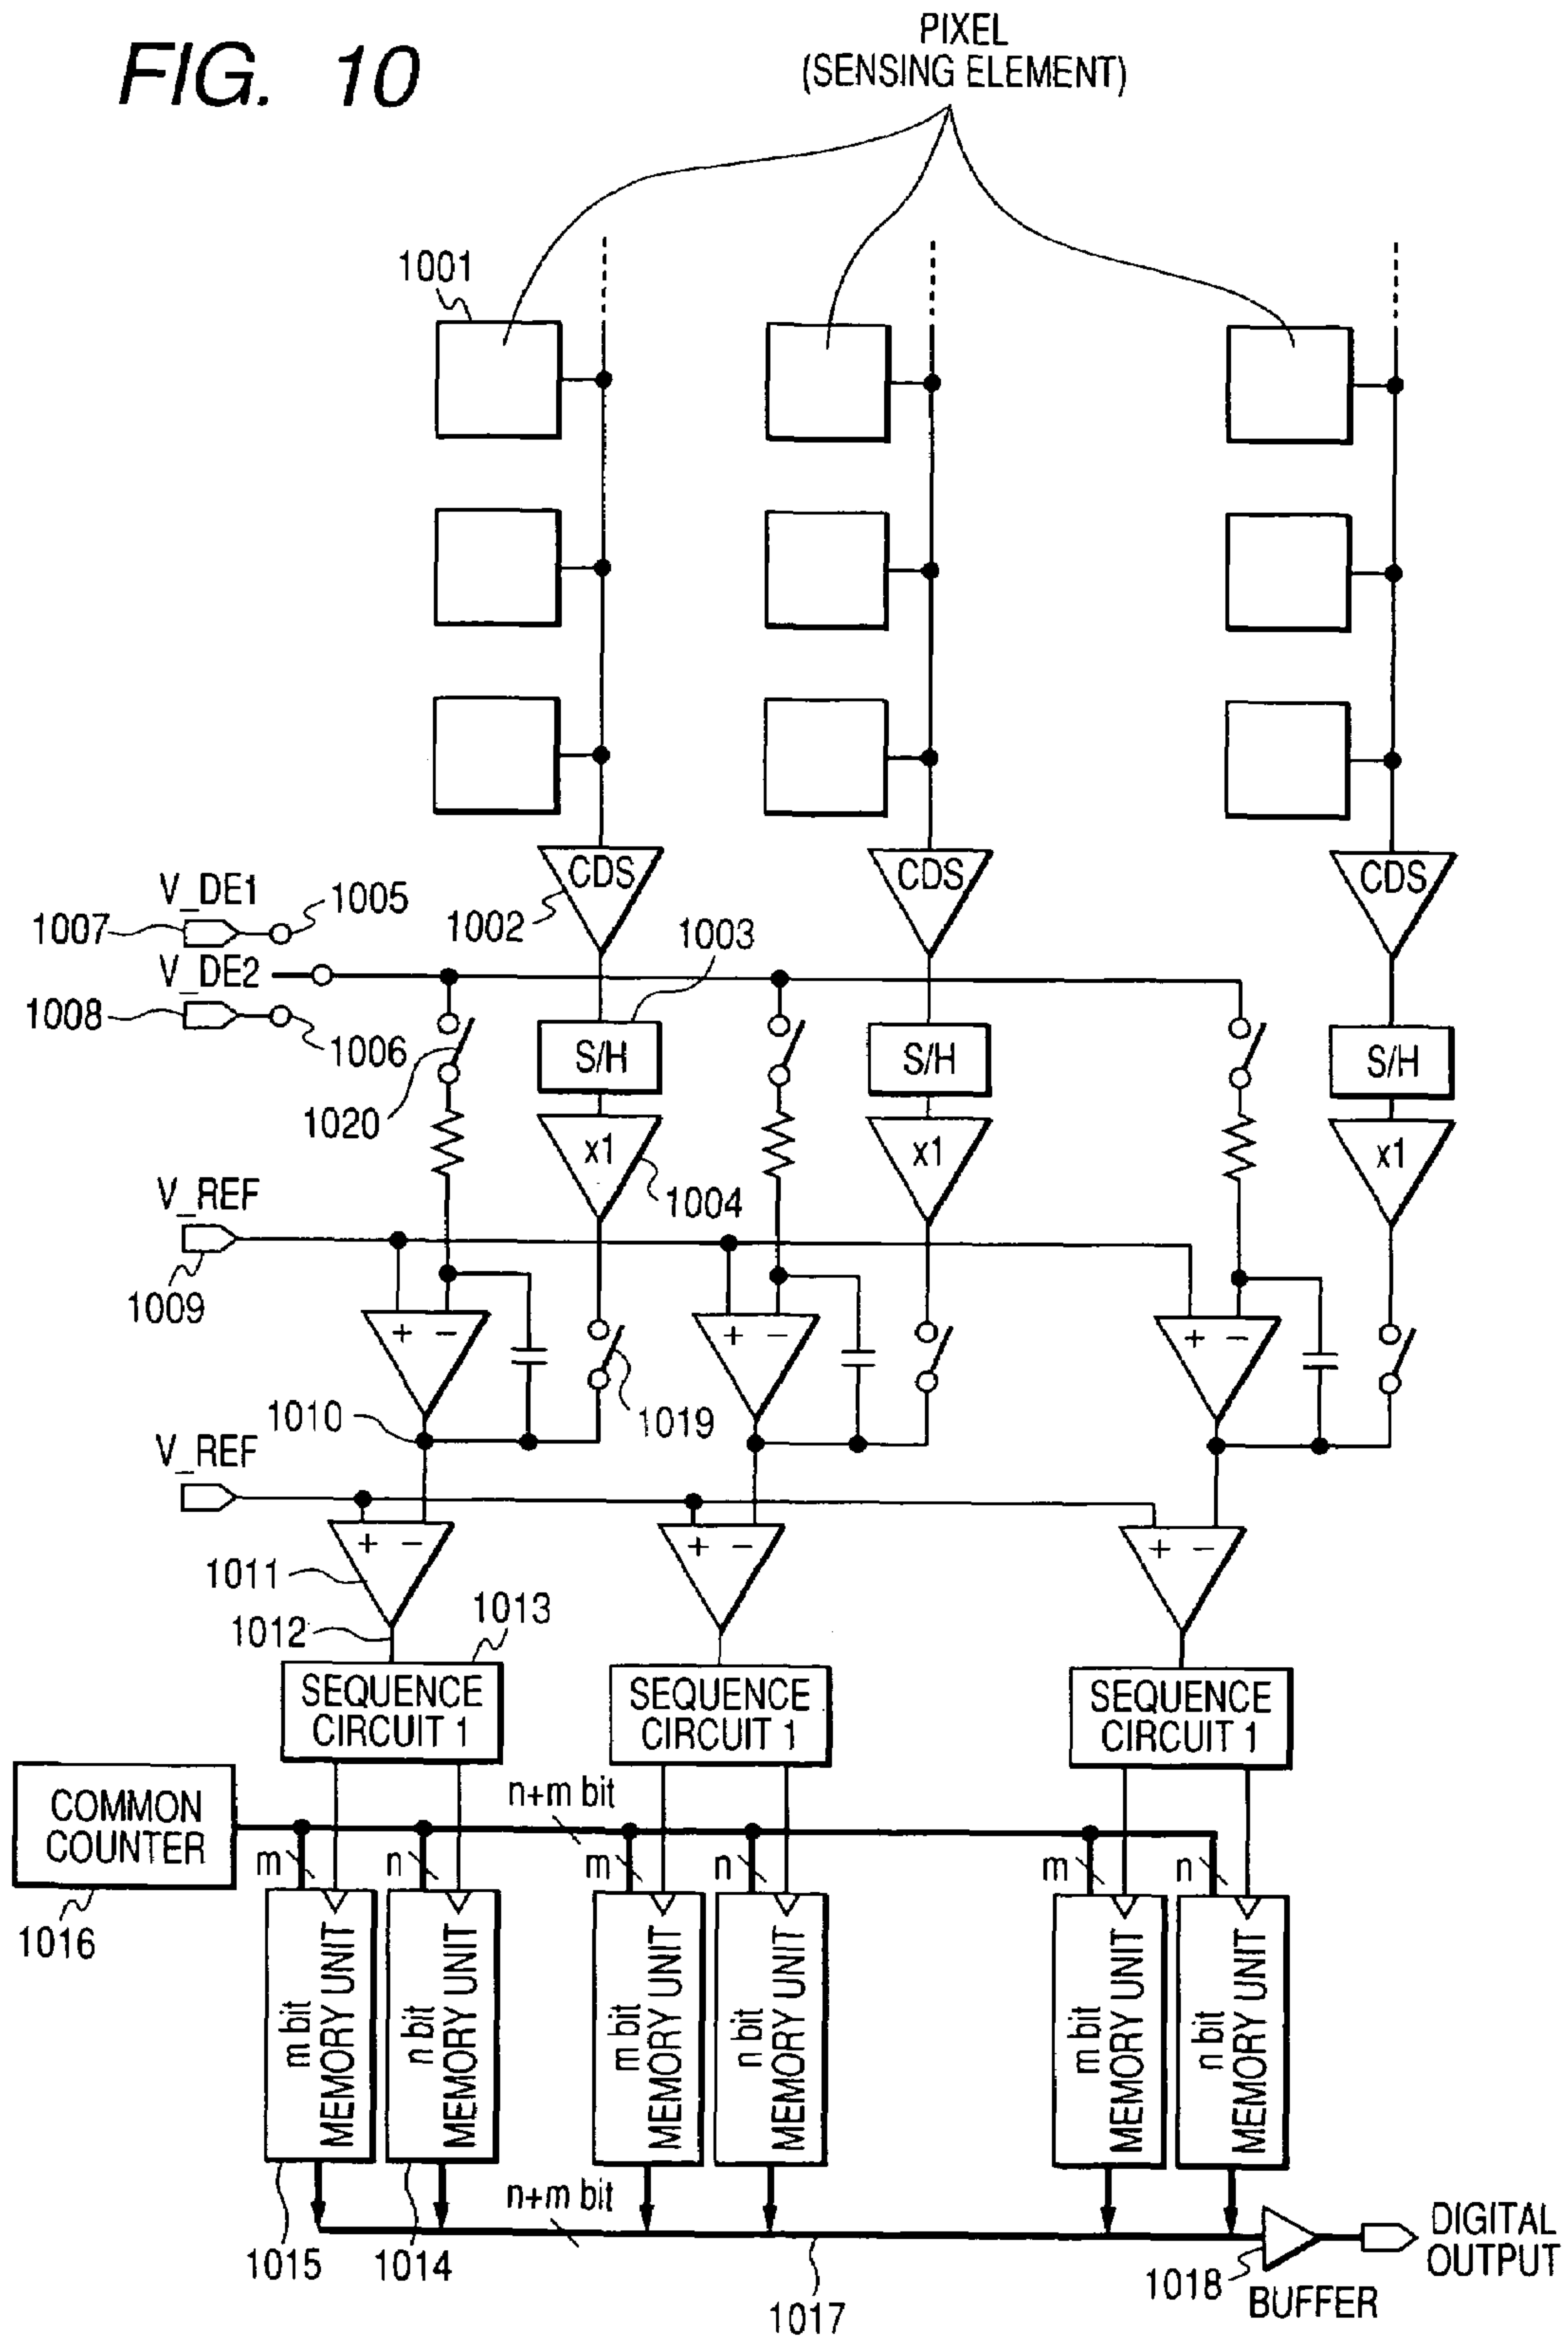 FIG. 10
PIXEL
(SENSING ELEMENT)
1001
CDS
CDS
CDS
1002
V_DE1
1005
1007
1003
V_DE2
1008
1006
S/H
S/H
S/H
1020
x1
x1
x1
1004
V_REF
1009
+ −
+ −
+ −
1010
1019
V_REF
+ −
+ −
+ −
1011
1012
1013
SEQUENCE
CIRCUIT 1
SEQUENCE
CIRCUIT 1
SEQUENCE
CIRCUIT 1
COMMON
COUNTER
n+m bit
m
n
m
n
m
n
1016
m bit
MEMORY UNIT
n bit
MEMORY UNIT
m bit
MEMORY UNIT
n bit
MEMORY UNIT
m bit
MEMORY UNIT
n bit
MEMORY UNIT
n+m bit
1015
1014
1017
1018
BUFFER
DIGITAL
OUTPUT